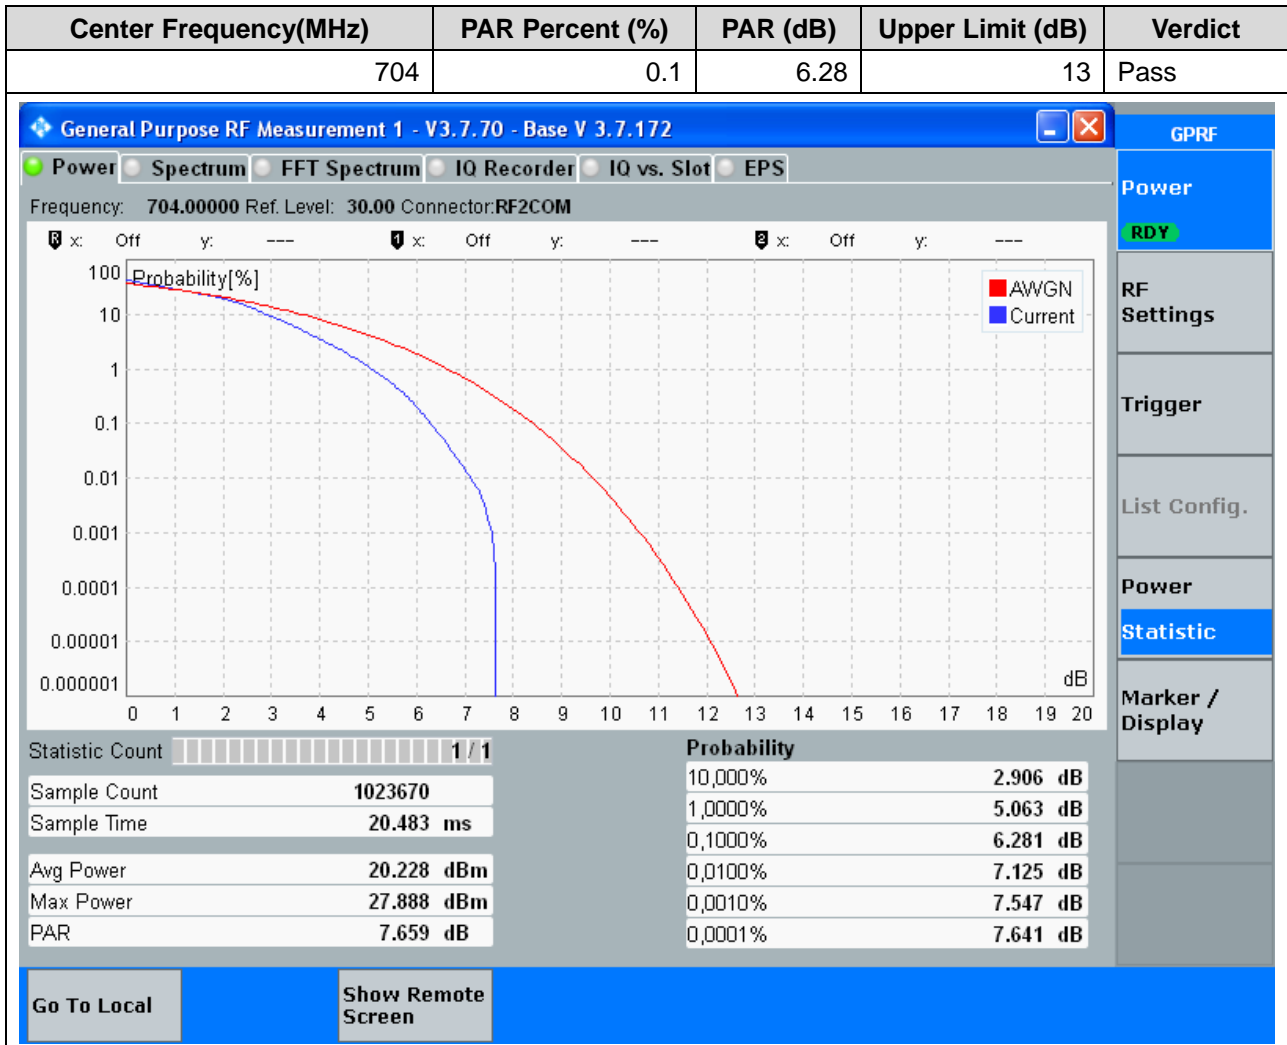 Center Frequency(MHz) PAR Percent (%) PAR (dB) Upper Limit (dB) Verdict
704 0.1 6.28 13 Pass
General Purpose RF Measurement 1 - V3.7.70 - Base V 3.7.172
GPRF
Power Spectrum FFT Spectrum IQ Recorder IQ vs. Slot EPS
Power
RDY
Frequency: 704.00000 Ref. Level: 30.00 Connector:RF2COM
R x: Off y: --- 1 x: Off y: --- 2 x: Off y: ---
Probability[%]
AWGN
Current
100
10
1
0.1
0.01
0.001
0.0001
0.00001
0.000001
dB
0 1 2 3 4 5 6 7 8 9 10 11 12 13 14 15 16 17 18 19 20
RF
Settings
Trigger
List Config.
Power
Statistic
Marker /
Display
Statistic Count 1 / 1
Sample Count 1023670
Sample Time 20.483 ms
Avg Power 20.228 dBm
Max Power 27.888 dBm
PAR 7.659 dB
Probability
10,000% 2.906 dB
1,0000% 5.063 dB
0,1000% 6.281 dB
0,0100% 7.125 dB
0,0010% 7.547 dB
0,0001% 7.641 dB
Go To Local
Show Remote
Screen